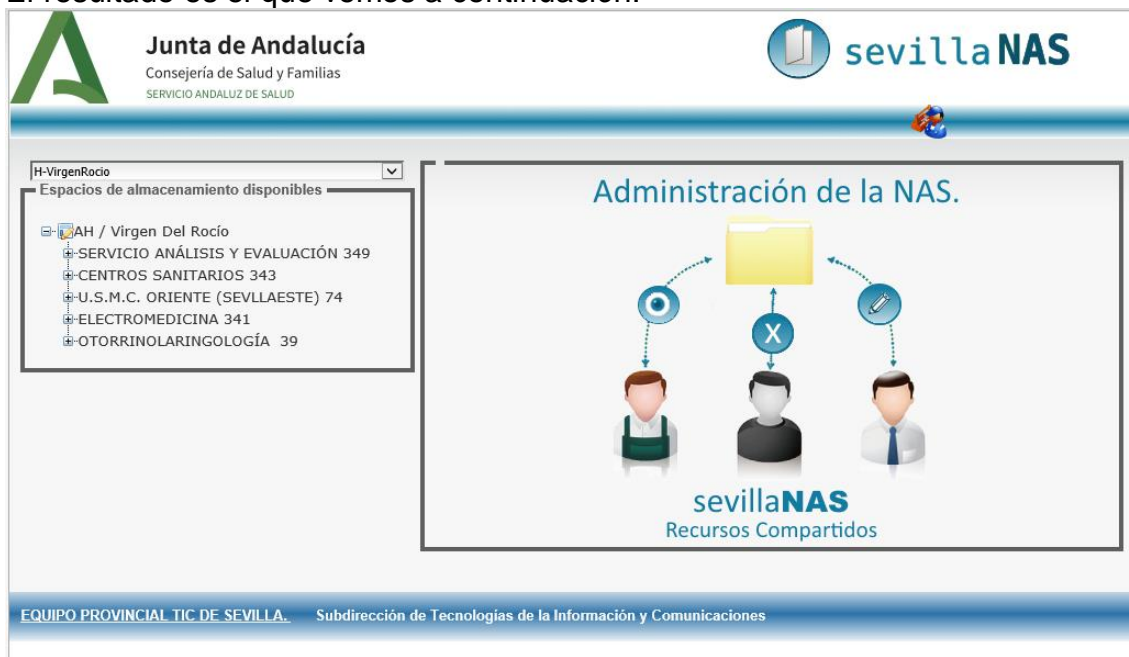 El resultado es el que vemos a continuación:
Junta de Andalucía
Consejería de Salud y Familias
SERVICIO ANDALUZ DE SALUD
sevillaNAS
H-VirgenRocio
Espacios de almacenamiento disponibles
AH / Virgen Del Rocío
SERVICIO ANÁLISIS Y EVALUACIÓN 349
CENTROS SANITARIOS 343
U.S.M.C. ORIENTE (SEVLLAESTE) 74
ELECTROMEDICINA 341
OTORRINOLARINGOLOGÍA 39
Administración de la NAS.
X
sevillaNAS
Recursos Compartidos
EQUIPO PROVINCIAL TIC DE SEVILLA. Subdirección de Tecnologías de la Información y Comunicaciones